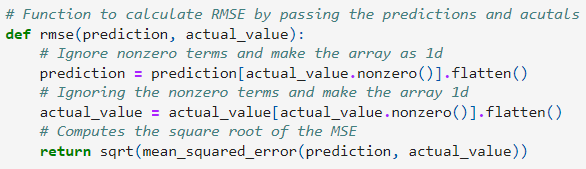 # Function to calculate RMSE by passing the predictions and acutals
def rmse(prediction, actual_value):
    # Ignore nonzero terms and make the array as 1d
    prediction = prediction[actual_value.nonzero()].flatten()
    # Ignoring the nonzero terms and make the array 1d
    actual_value = actual_value[actual_value.nonzero()].flatten()
    # Computes the square root of the MSE
    return sqrt(mean_squared_error(prediction, actual_value))